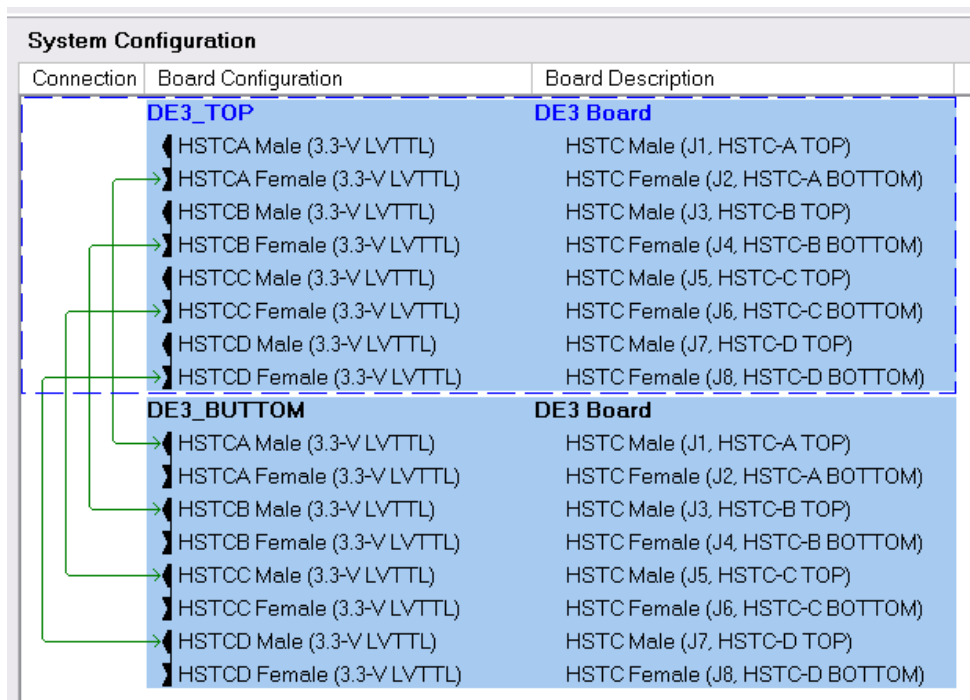 System Configuration
Connection Board Configuration Board Description
DE3_TOP DE3 Board
HSTCA Male (3.3-V LVTTL) HSTC Male (J1, HSTC-A TOP)
HSTCA Female (3.3-V LVTTL) HSTC Female (J2, HSTC-A BOTTOM)
HSTCB Male (3.3-V LVTTL) HSTC Male (J3, HSTC-B TOP)
HSTCB Female (3.3-V LVTTL) HSTC Female (J4, HSTC-B BOTTOM)
HSTCC Male (3.3-V LVTTL) HSTC Male (J5, HSTC-C TOP)
HSTCC Female (3.3-V LVTTL) HSTC Female (J6, HSTC-C BOTTOM)
HSTCD Male (3.3-V LVTTL) HSTC Male (J7, HSTC-D TOP)
HSTCD Female (3.3-V LVTTL) HSTC Female (J8, HSTC-D BOTTOM)
DE3_BUTTOM DE3 Board
HSTCA Male (3.3-V LVTTL) HSTC Male (J1, HSTC-A TOP)
HSTCA Female (3.3-V LVTTL) HSTC Female (J2, HSTC-A BOTTOM)
HSTCB Male (3.3-V LVTTL) HSTC Male (J3, HSTC-B TOP)
HSTCB Female (3.3-V LVTTL) HSTC Female (J4, HSTC-B BOTTOM)
HSTCC Male (3.3-V LVTTL) HSTC Male (J5, HSTC-C TOP)
HSTCC Female (3.3-V LVTTL) HSTC Female (J6, HSTC-C BOTTOM)
HSTCD Male (3.3-V LVTTL) HSTC Male (J7, HSTC-D TOP)
HSTCD Female (3.3-V LVTTL) HSTC Female (J8, HSTC-D BOTTOM)